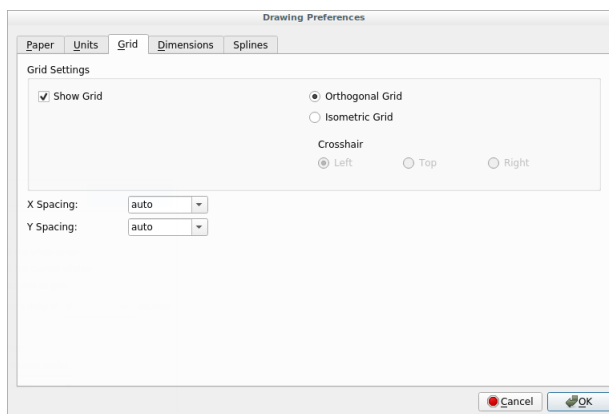 Drawing Preferences
Paper Units Grid Dimensions Splines
Grid Settings
Show Grid
Orthogonal Grid
Isometric Grid
Crosshair
Left Top Right
X Spacing: auto
Y Spacing: auto
Cancel OK